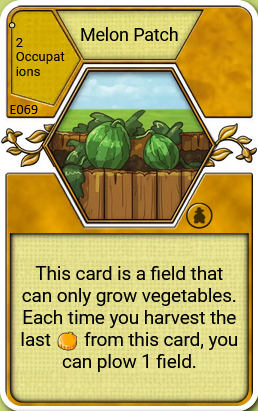 Melon Patch
2
Occupat
ions
E069
This card is a field that
can only grow vegetables.
Each time you harvest the
last from this card, you
can plow 1 field.